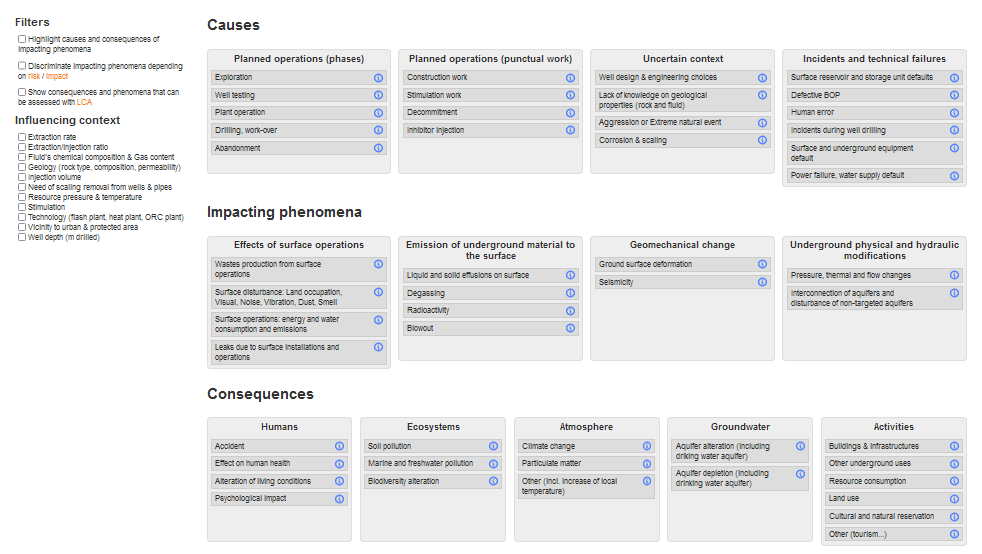 Filters
Highlight causes and consequences of
impacting phenomena
Discriminate impacting phenomena depending
on risk / impact
Show consequences and phenomena that can
be assessed with LCA
Influencing context
Extraction rate
Extraction/injection ratio
Fluid's chemical composition & Gas content
Geology (rock type, composition, permeability)
Injection volume
Need of scaling removal from wells & pipes
Resource pressure & temperature
Stimulation
Technology (flash plant, heat plant, ORC plant)
Vicinity to urban & protected area
Well depth (m drilled)
Causes
Planned operations (phases)
Exploration
Well testing
Plant operation
Drilling, work-over
Abandonment
Planned operations (punctual work)
Construction work
Stimulation work
Decommitment
Inhibitor injection
Uncertain context
Well design & engineering choices
Lack of knowledge on geological
properties (rock and fluid)
Aggression or Extreme natural event
Corrosion & scaling
Incidents and technical failures
Surface reservoir and storage unit defaults
Defective BOP
Human error
Incidents during well drilling
Surface and underground equipment
default
Power failure, water supply default
Impacting phenomena
Effects of surface operations
Wastes production from surface
operations
Surface disturbance: Land occupation,
Visual, Noise, Vibration, Dust, Smell
Surface operations: energy and water
consumption and emissions
Leaks due to surface installations and
operations
Emission of underground material to
the surface
Liquid and solid effusions on surface
Degassing
Radioactivity
Blowout
Geomechanical change
Ground surface deformation
Seismicity
Underground physical and hydraulic
modifications
Pressure, thermal and flow changes
Interconnection of aquifers and
disturbance of non-targeted aquifers
Consequences
Humans
Accident
Effect on human health
Alteration of living conditions
Psychological impact
Ecosystems
Soil pollution
Marine and freshwater pollution
Biodiversity alteration
Atmosphere
Climate change
Particulate matter
Other (incl. increase of local
temperature)
Groundwater
Aquifer alteration (including
driking water aquifer)
Aquifer depletion (including
drinking water aquifer)
Activities
Buildings & infrastructures
Other underground uses
Resource consumption
Land use
Cultural and natural reservation
Other (tourism...)